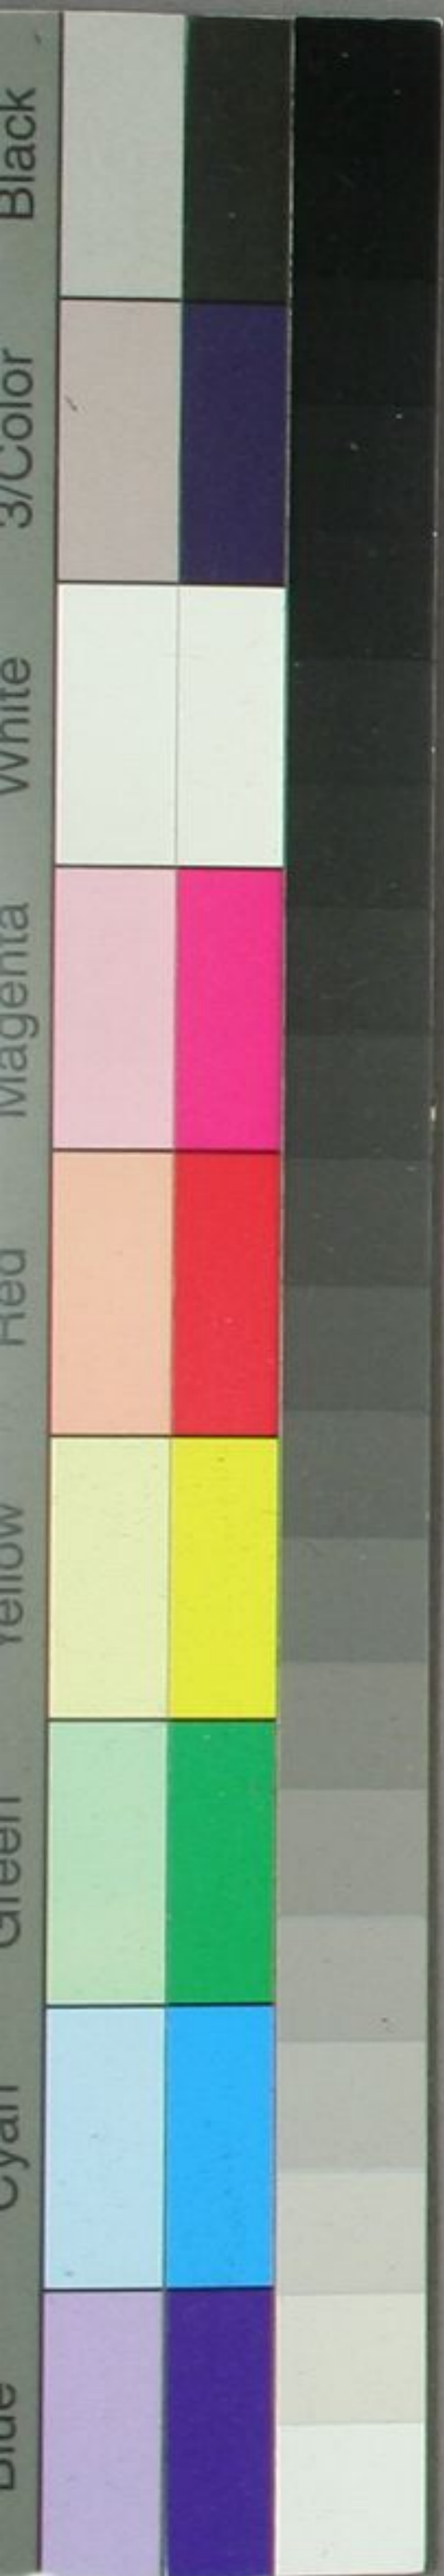 Black
3/Color
White
Magenta
Red
Yellow
Green
Cyan
Blue